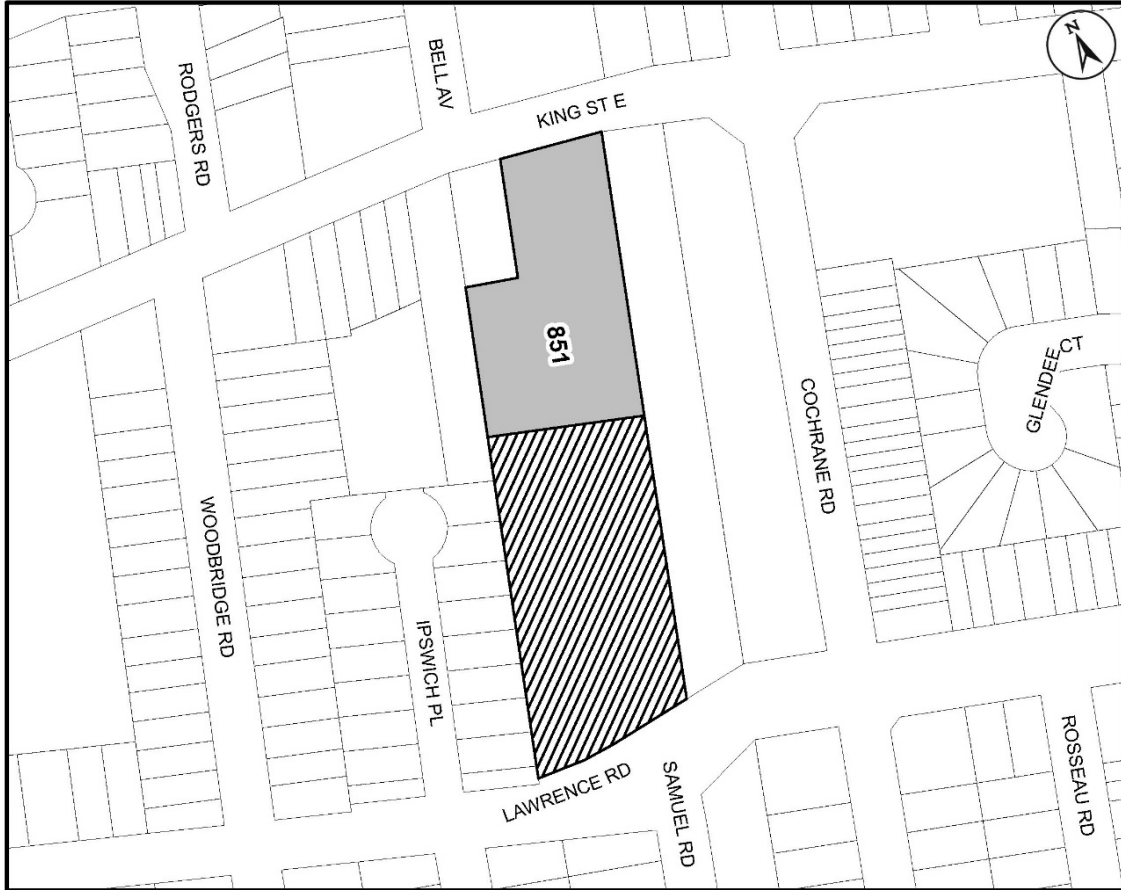 N
BELL AV
RODGERS RD
KING ST E
851
GLENDEE CT
COCHRANE RD
WOODBRIDGE RD
IPSWICH PL
LAWRENCE RD
SAMUEL RD
ROSSEAU RD